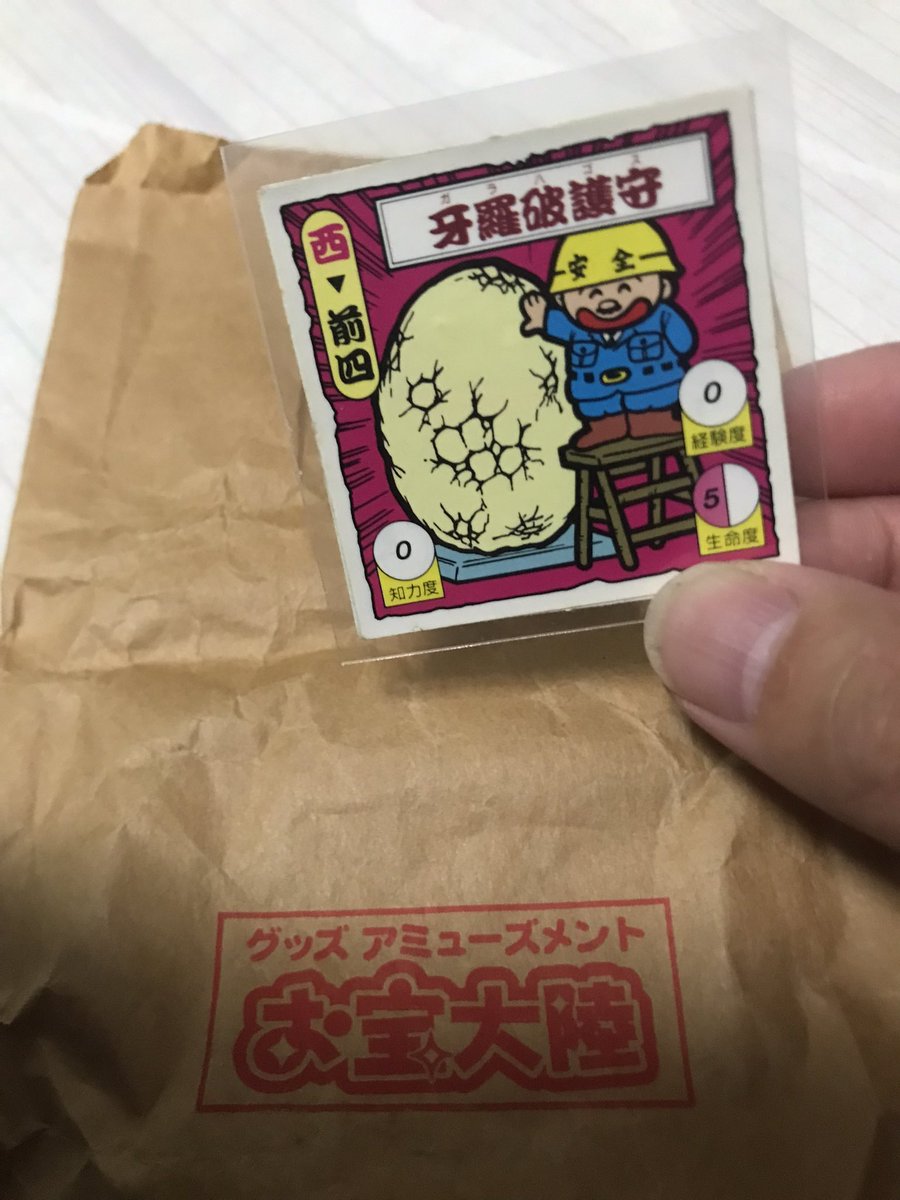 ガラハゴス
牙羅破護守
西
▼
前四
安全
0
経験度
5
生命度
0
知力度
グッズ アミューズメント
お宝大陸